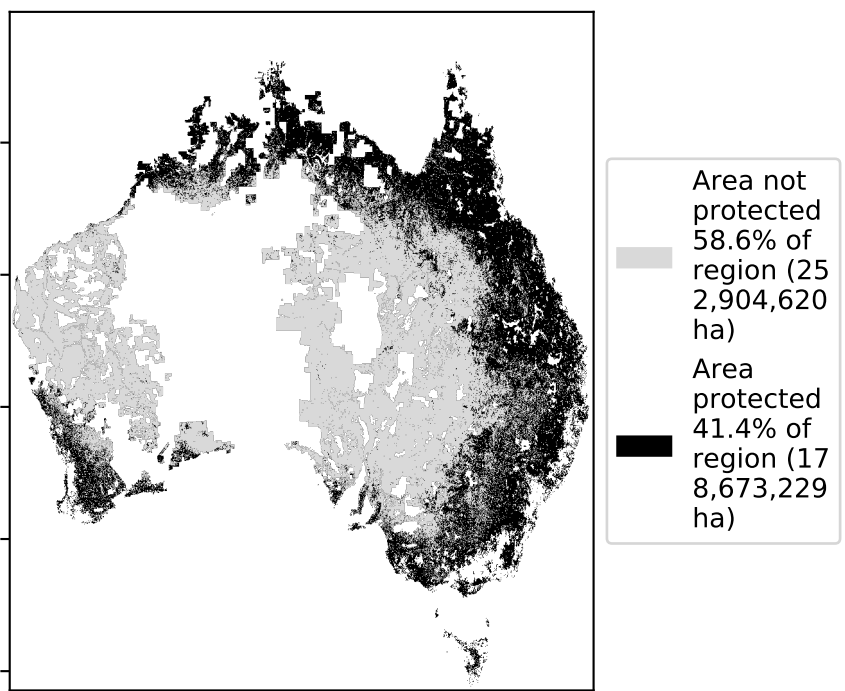 Area not
protected
58.6% of
region (25
2,904,620
ha)
Area
protected
41.4% of
region (17
8,673,229
ha)